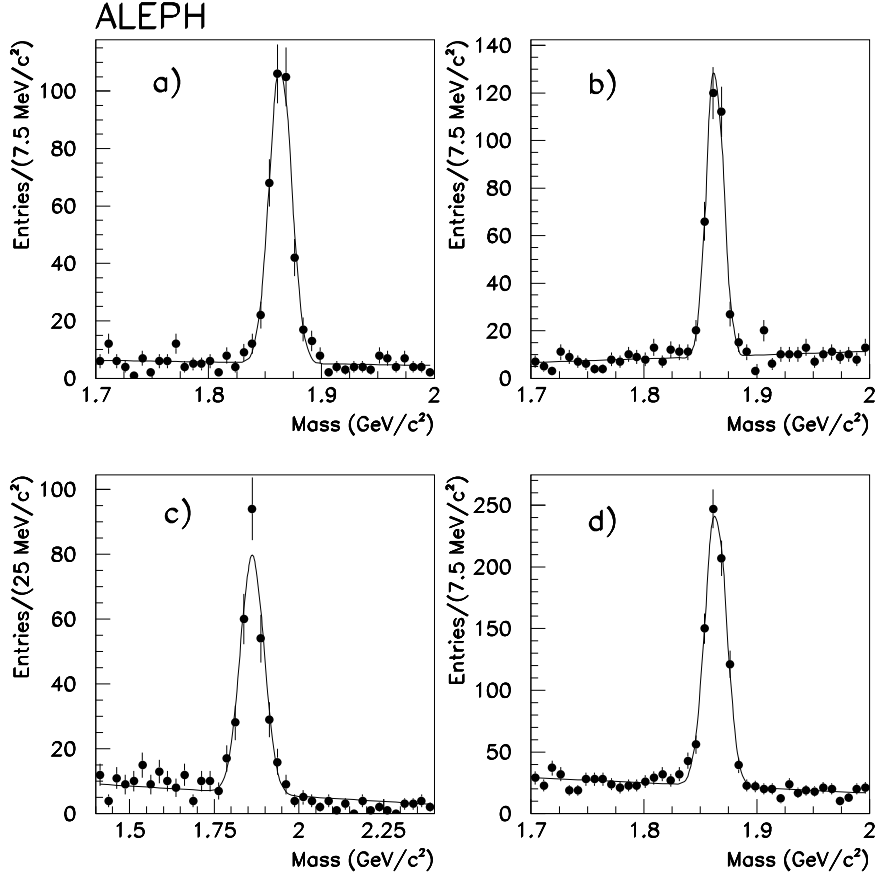 ALEPH
a)
Entries/(7.5 MeV/c²)
100
80
60
40
20
0
1.7 1.8 1.9 2
Mass (GeV/c²)
b)
Entries/(7.5 MeV/c²)
140
120
100
80
60
40
20
0
1.7 1.8 1.9 2
Mass (GeV/c²)
c)
Entries/(25 MeV/c²)
100
80
60
40
20
0
1.5 1.75 2 2.25
Mass (GeV/c²)
d)
Entries/(7.5 MeV/c²)
250
200
150
100
50
0
1.7 1.8 1.9 2
Mass (GeV/c²)